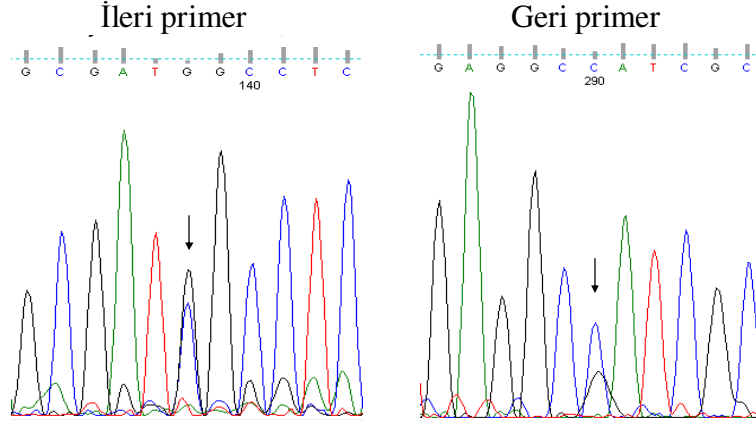 İleri primer
G C G A T G G C C T C
140
Geri primer
G A G G C C A T C G C
290